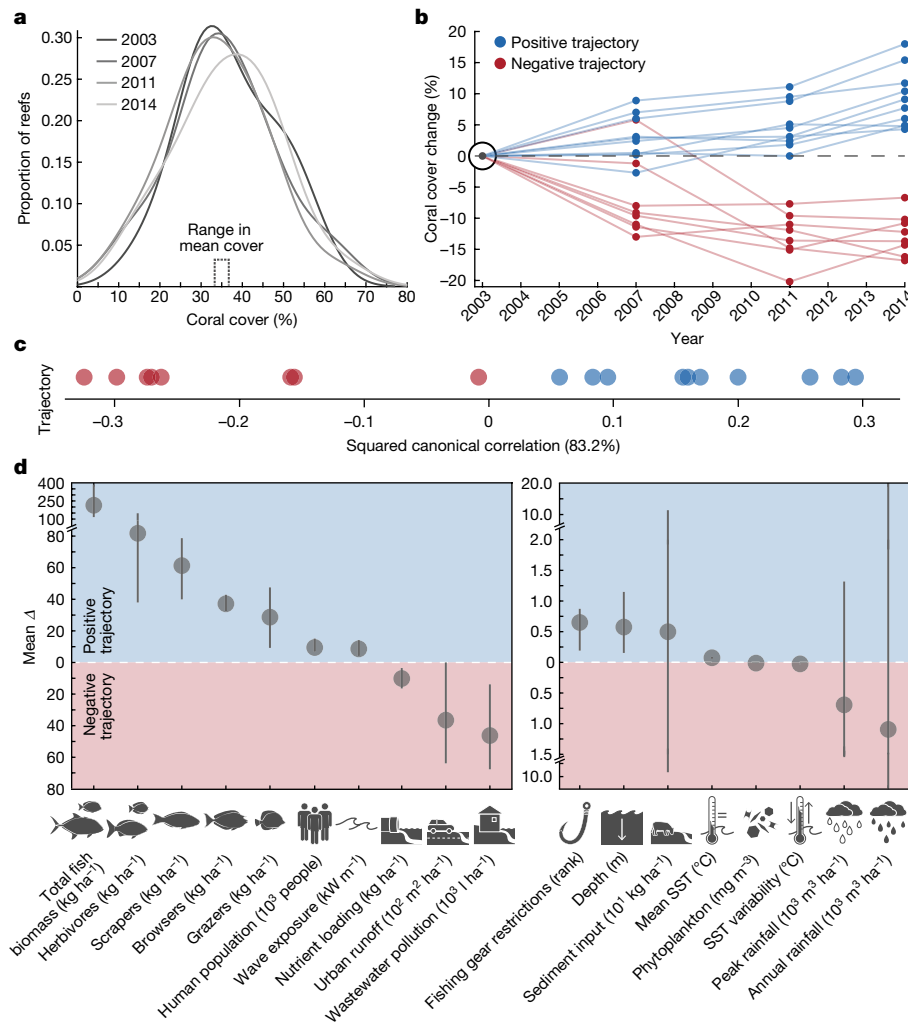 a
0.30
0.25
0.20
0.15
0.10
0.05
Proportion of reefs
2003
2007
2011
2014
Range in
mean cover
0 10 20 30 40 50 60 70 80
Coral cover (%)
b
20
15
10
5
0
−5
−10
−15
−20
Coral cover change (%)
Positive trajectory
Negative trajectory
2003 2004 2005 2006 2007 2008 2009 2010 2011 2012 2013 2014
Year
c
Trajectory
−0.3 −0.2 −0.1 0 0.1 0.2 0.3
Squared canonical correlation (83.2%)
d
Mean Δ
400
250
100
80
60
40
20
0
20
40
60
80
Positive
trajectory
Negative
trajectory
20.0
10.0
2.0
1.5
1.0
0.5
0
0.5
1.0
1.5
10.0
Total fish
biomass (kg ha⁻¹)
Herbivores (kg ha⁻¹)
Scrapers (kg ha⁻¹)
Browsers (kg ha⁻¹)
Grazers (kg ha⁻¹)
Human population (10³ people)
Wave exposure (kW m⁻¹)
Nutrient loading (kg ha⁻¹)
Urban runoff (10² m² ha⁻¹)
Wastewater pollution (10³ l ha⁻¹)
Fishing gear restrictions (rank)
Depth (m)
Sediment input (10¹ kg ha⁻¹)
Mean SST (°C)
Phytoplankton (mg m⁻³)
SST variability (°C)
Peak rainfall (10³ m³ ha⁻¹)
Annual rainfall (10³ m³ ha⁻¹)